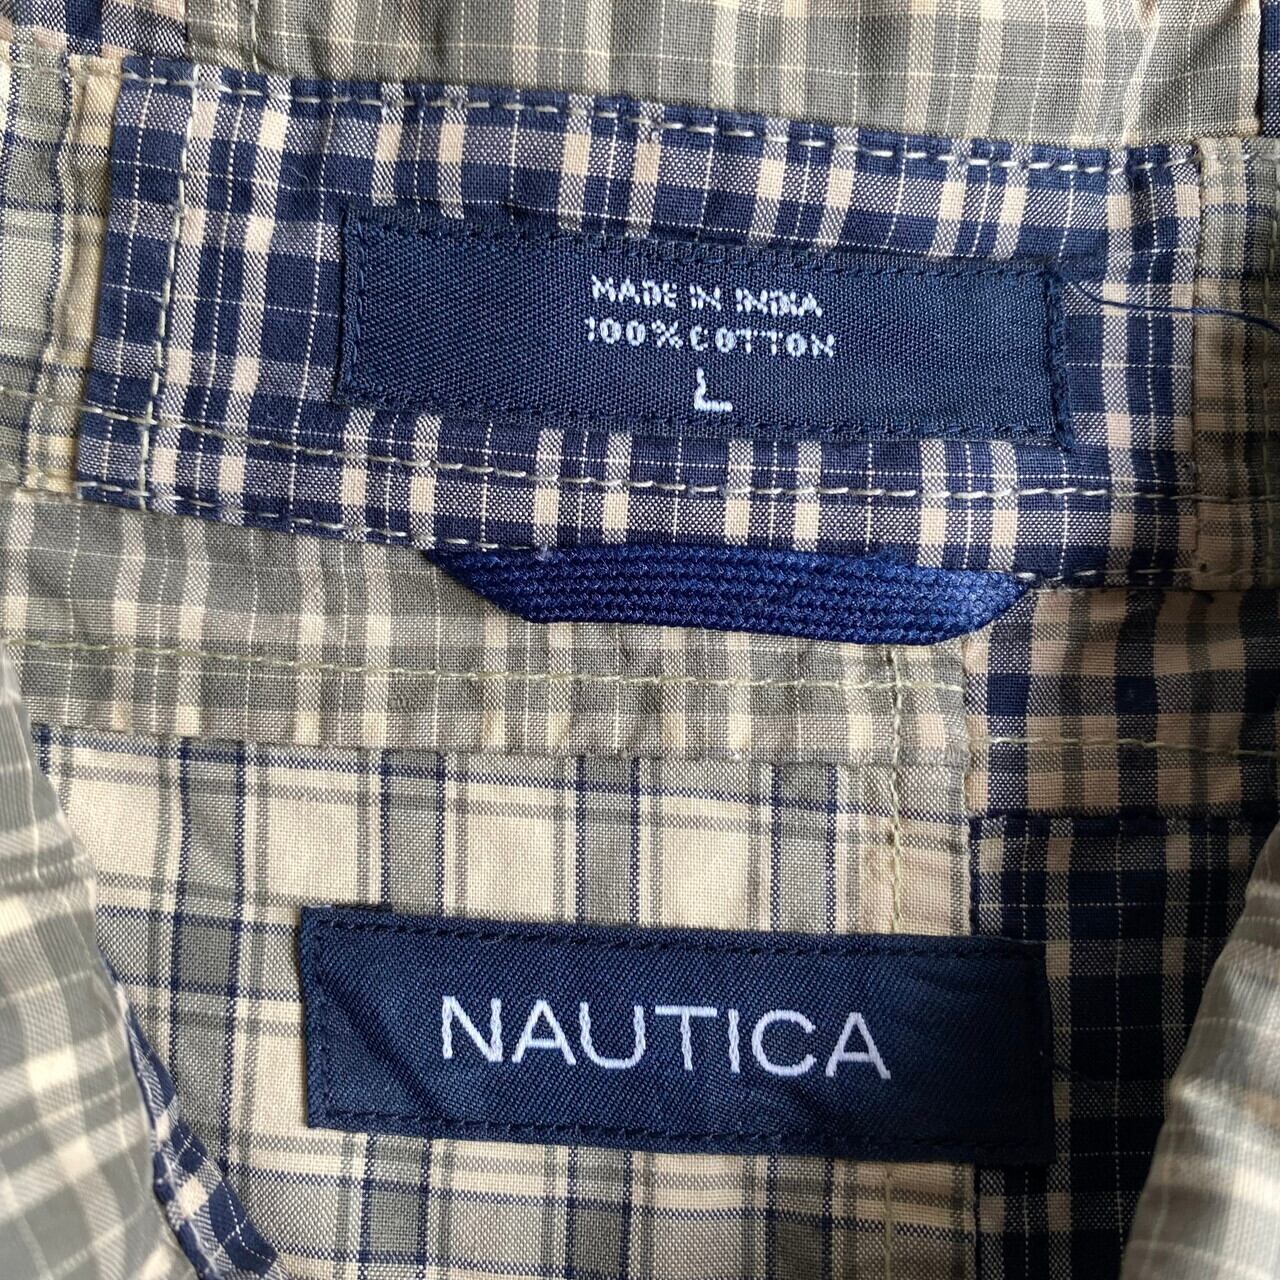 MADE IN INDIA
100% COTTON
L
NAUTICA